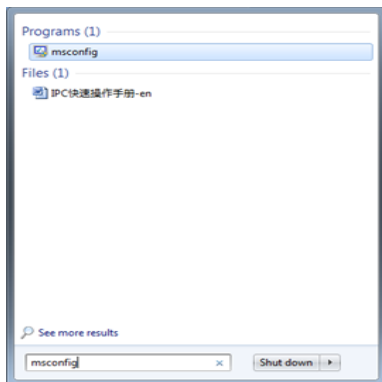 Programs (1)
msconfig
Files (1)
IPC快速操作手册-en
See more results
msconfig
Shut down